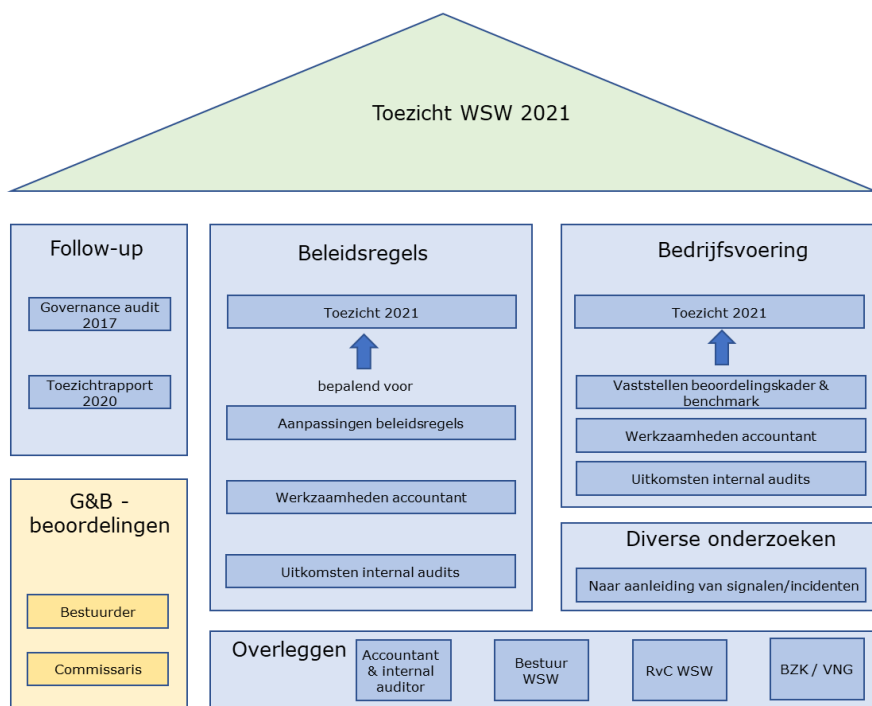 Toezicht WSW 2021
Follow-up
Governance audit
2017
Toezichtrapport
2020
G&B -
beoordelingen
Bestuurder
Commissaris
Beleidsregels
Toezicht 2021
bepalend voor
Aanpassingen beleidsregels
Werkzaamheden accountant
Uitkomsten internal audits
Bedrijfsvoering
Toezicht 2021
Vaststellen beoordelingskader &
benchmark
Werkzaamheden accountant
Uitkomsten internal audits
Diverse onderzoeken
Naar aanleiding van signalen/incidenten
Overleggen
Accountant
& internal
auditor
Bestuur
WSW
RvC WSW
BZK / VNG